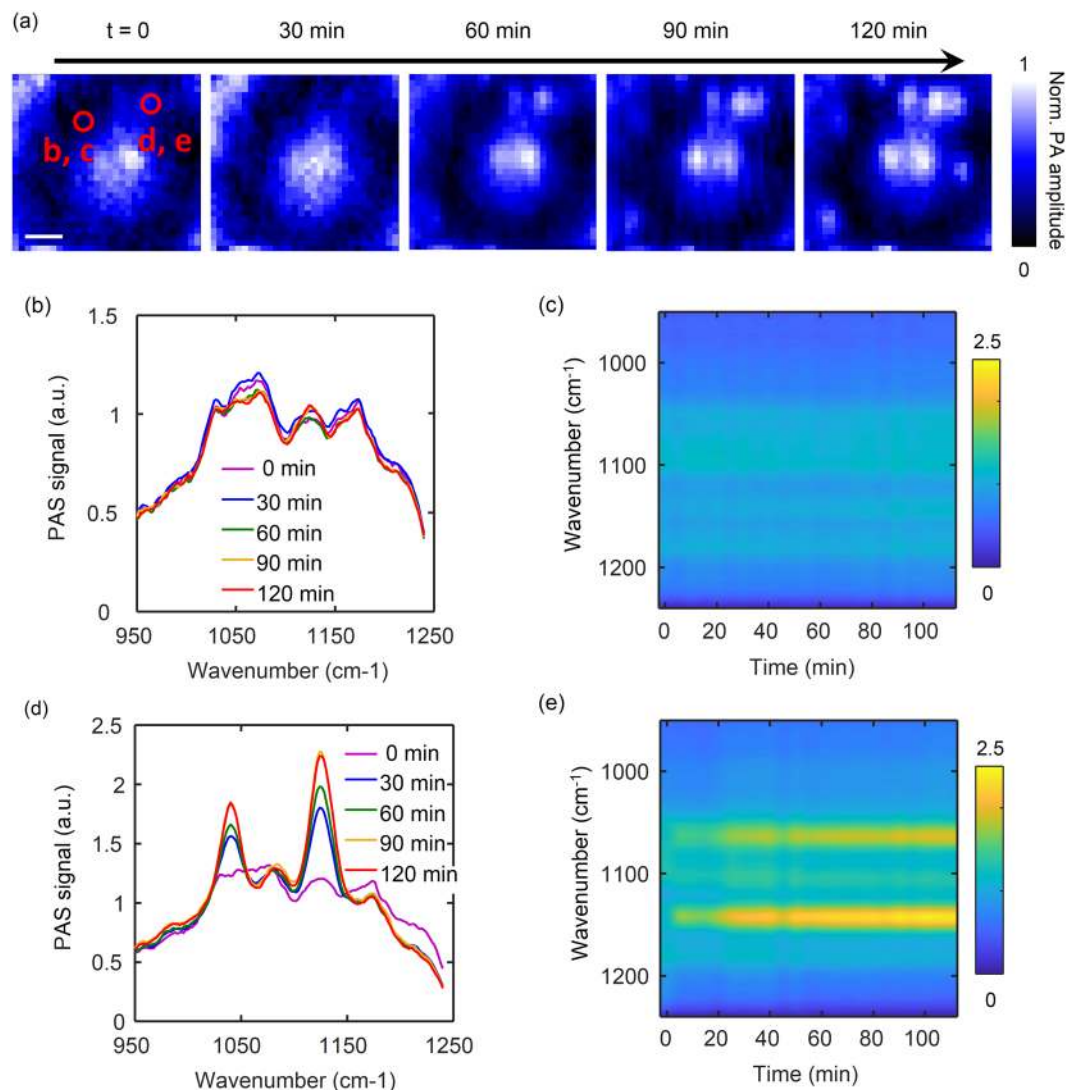 (a)
t = 0 30 min 60 min 90 min 120 min
b, c
d, e
1
Norm. PA amplitude
0
(b)
1.5
1
0.5
0
PAS signal (a.u.)
0 min
30 min
60 min
90 min
120 min
950 1050 1150 1250
Wavenumber (cm-1)
(c)
1000
1100
1200
Wavenumber (cm⁻¹)
0 20 40 60 80 100
Time (min)
2.5
0
(d)
2.5
2
1.5
1
0.5
0
PAS signal (a.u.)
0 min
30 min
60 min
90 min
120 min
950 1050 1150 1250
Wavenumber (cm-1)
(e)
1000
1100
1200
Wavenumber (cm⁻¹)
0 20 40 60 80 100
Time (min)
2.5
0